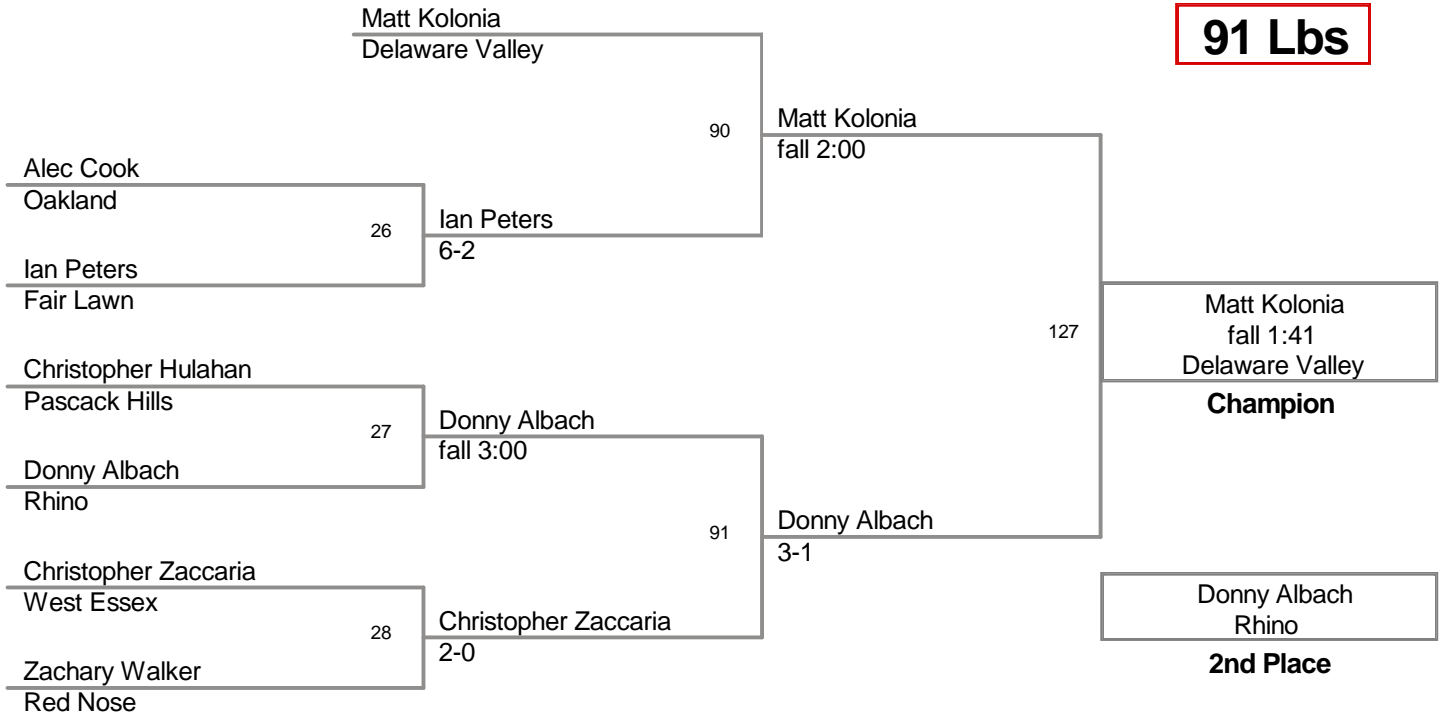 Matt Kolonia
Delaware Valley
91 Lbs
90
Matt Kolonia
fall 2:00
Alec Cook
Oakland
26
Ian Peters
6-2
Ian Peters
Fair Lawn
127
Matt Kolonia
fall 1:41
Delaware Valley
Champion
Christopher Hulahan
Pascack Hills
27
Donny Albach
fall 3:00
Donny Albach
Rhino
91
Donny Albach
3-1
Christopher Zaccaria
West Essex
28
Christopher Zaccaria
2-0
Zachary Walker
Red Nose
Donny Albach
Rhino
2nd Place